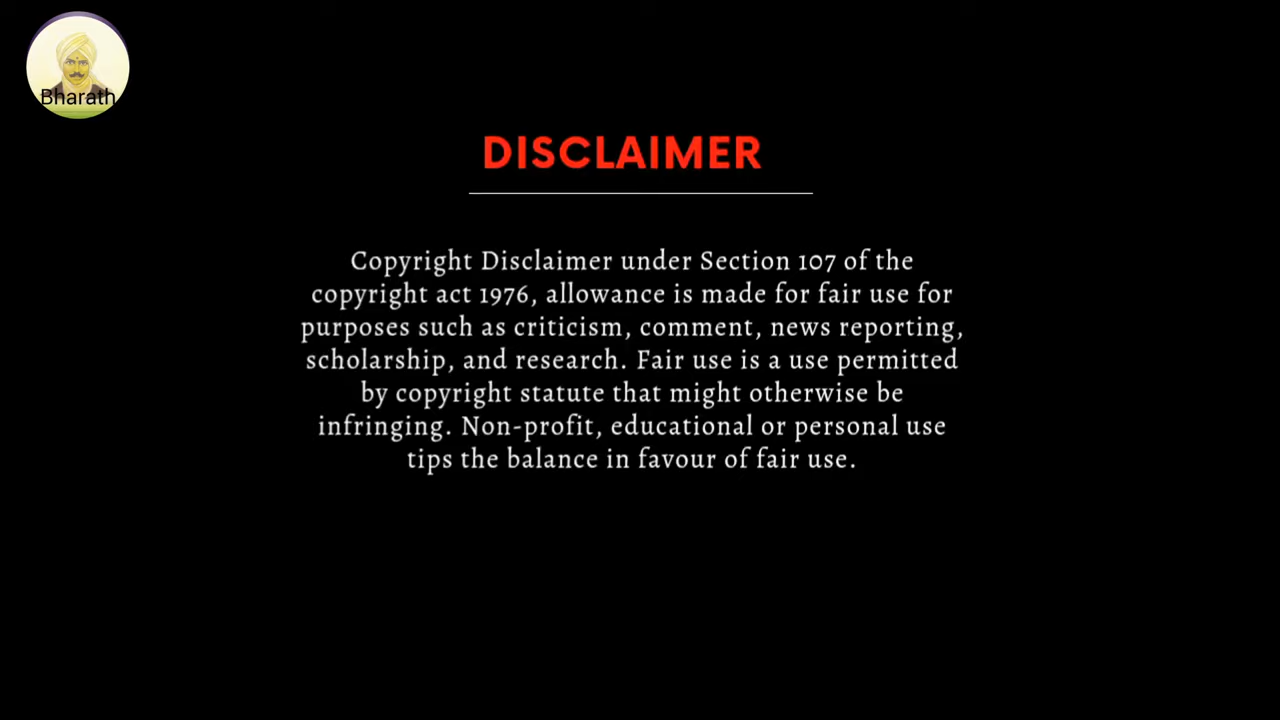 Bharath
DISCLAIMER
Copyright Disclaimer under Section 107 of the
copyright act 1976, allowance is made for fair use for
purposes such as criticism, comment, news reporting,
scholarship, and research. Fair use is a use permitted
by copyright statute that might otherwise be
infringing. Non-profit, educational or personal use
tips the balance in favour of fair use.